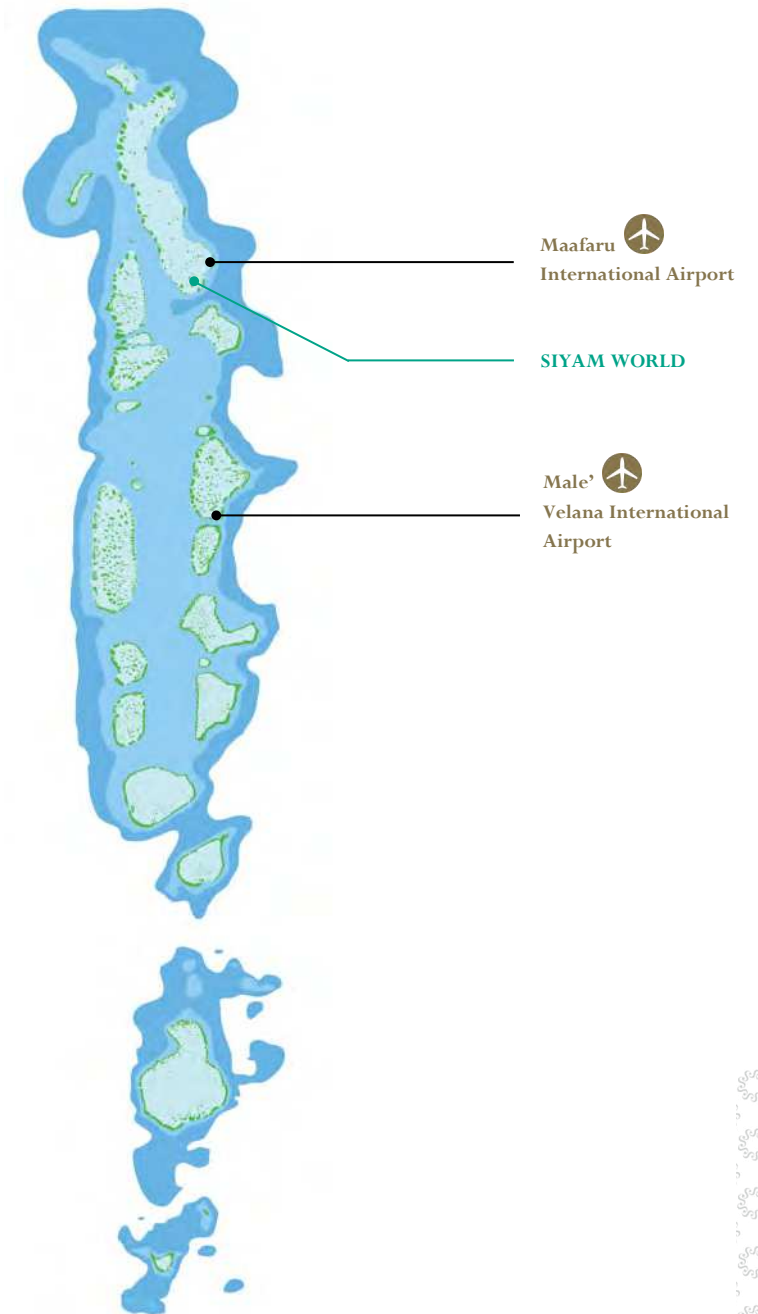 Maafaru
International Airport
SIYAM WORLD
Male’
Velana International
Airport